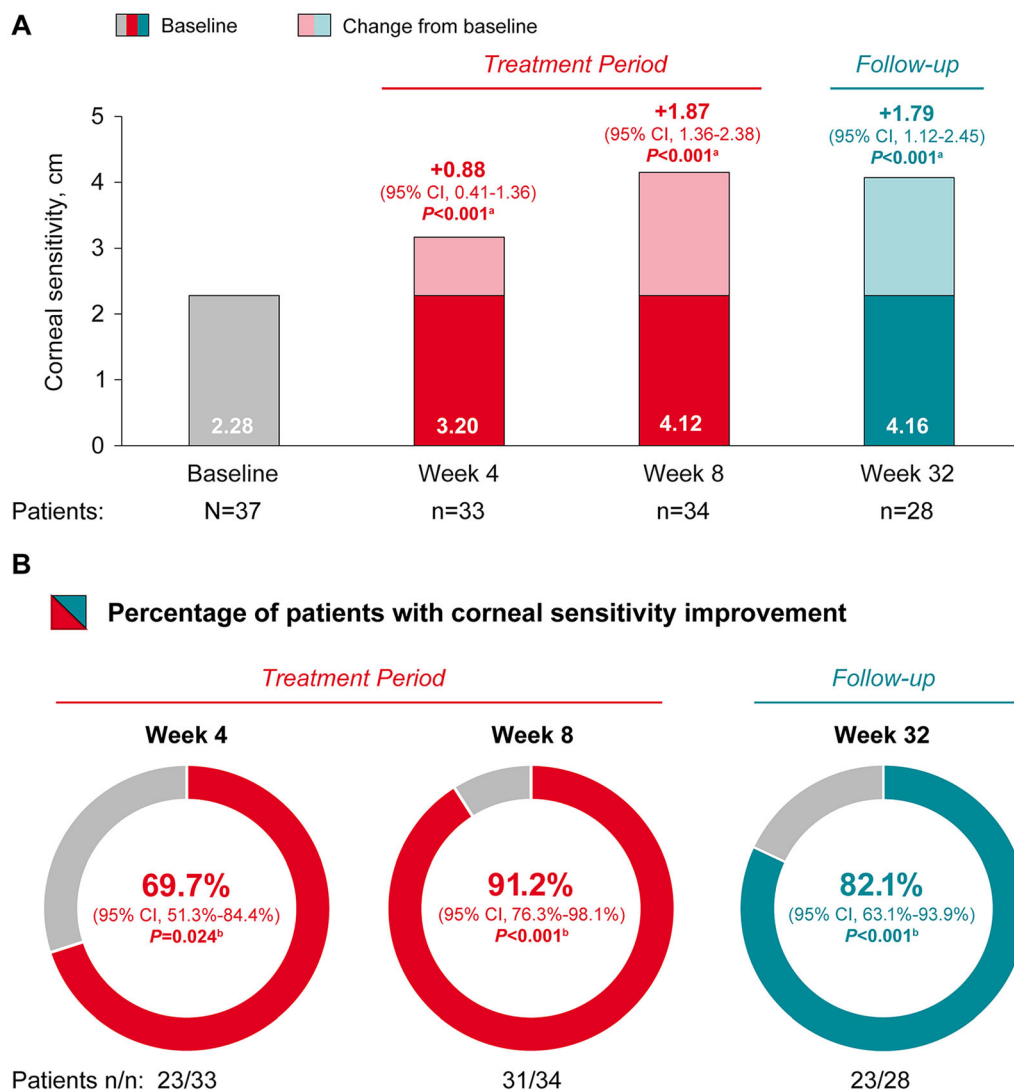 A
Baseline
Change from baseline
Treatment Period
Follow-up
+0.88
(95% CI, 0.41-1.36)
P<0.001ᵃ
+1.87
(95% CI, 1.36-2.38)
P<0.001ᵃ
+1.79
(95% CI, 1.12-2.45)
P<0.001ᵃ
Corneal sensitivity, cm
5
4
3
2
1
0
2.28
3.20
4.12
4.16
Baseline
Week 4
Week 8
Week 32
Patients:
N=37
n=33
n=34
n=28
B
Percentage of patients with corneal sensitivity improvement
Treatment Period
Follow-up
Week 4
Week 8
Week 32
69.7%
(95% CI, 51.3%-84.4%)
P=0.024ᵇ
91.2%
(95% CI, 76.3%-98.1%)
P<0.001ᵇ
82.1%
(95% CI, 63.1%-93.9%)
P<0.001ᵇ
Patients n/n: 23/33
31/34
23/28